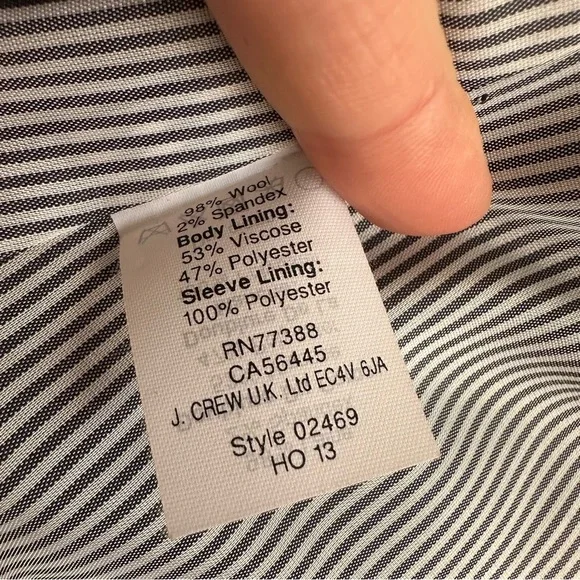 98% Wool
2% Spandex
Body Lining:
53% Viscose
47% Polyester
Sleeve Lining:
100% Polyester
RN77388
CA56445
J. CREW U.K. Ltd EC4V 6JA
Style 02469
HO 13